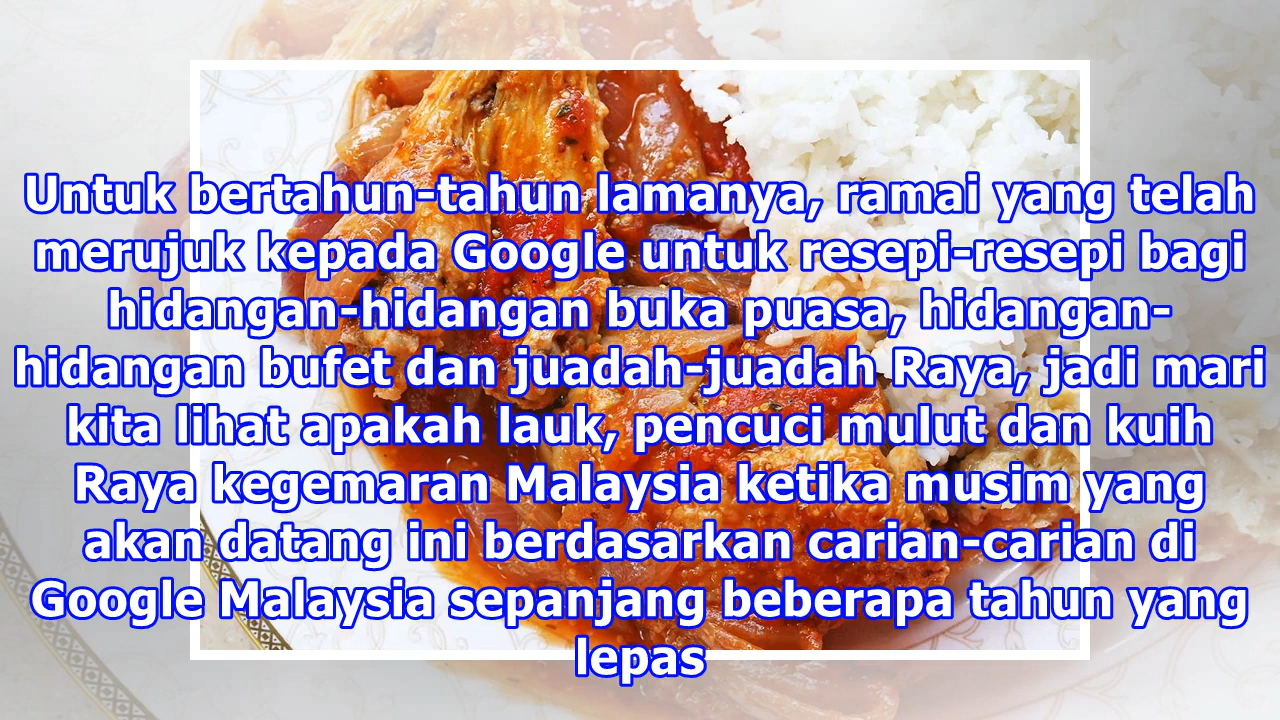 Untuk bertahun-tahun lamanya, ramai yang telah
merujuk kepada Google untuk resepi-resepi bagi
hidangan-hidangan buka puasa, hidangan-
hidangan bufet dan juadah-juadah Raya, jadi mari
kita lihat apakah lauk, pencuci mulut dan kuih
Raya kegemaran Malaysia ketika musim yang
akan datang ini berdasarkan carian-carian di
Google Malaysia sepanjang beberapa tahun yang
lepas